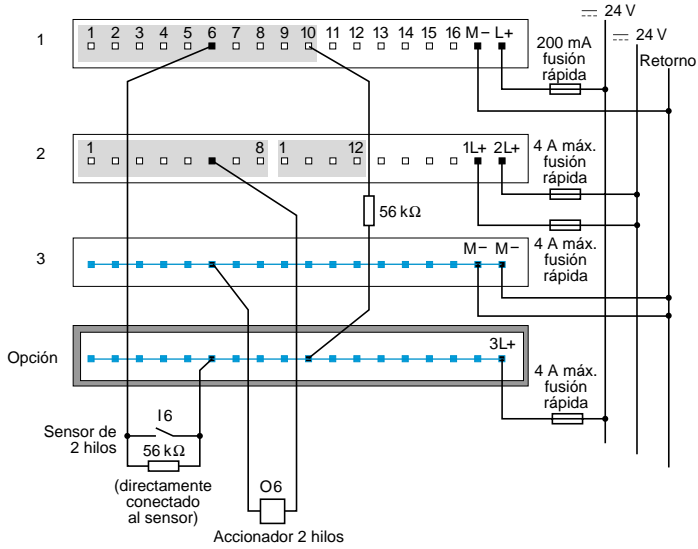 ⎓ 24 V
⎓ 24 V
Retorno
1
1 2 3 4 5 6 7 8 9 10 11 12 13 14 15 16 M− L+
200 mA
fusión
rápida
2
1 8 1 12 1L+ 2L+
4 A máx.
fusión
rápida
56 kΩ
3
M− M−
4 A máx.
fusión
rápida
Opción
3L+
4 A máx.
fusión
rápida
I6
Sensor de
2 hilos
56 kΩ
(directamente
conectado
al sensor)
O6
Accionador 2 hilos